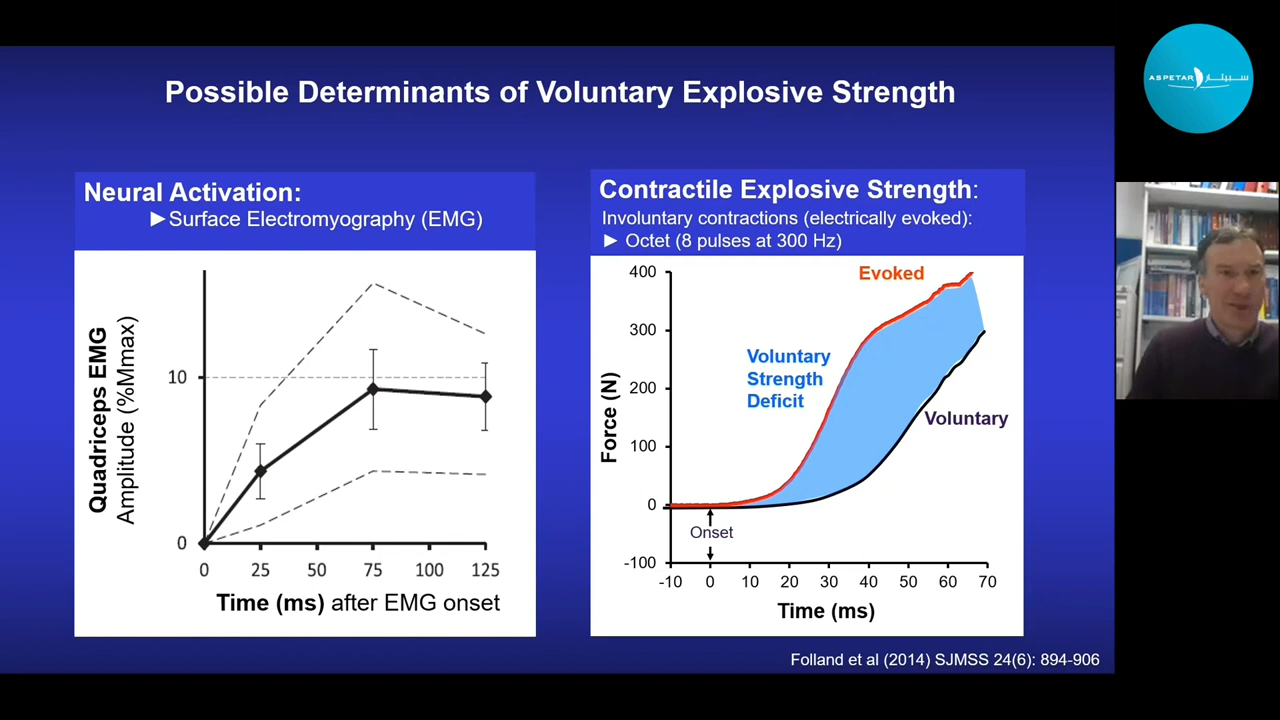 Possible Determinants of Voluntary Explosive Strength
ASPETAR سبيتار
Neural Activation:
►Surface Electromyography (EMG)
Quadriceps EMG
Amplitude (%Mmax)
10
0
0 25 50 75 100 125
Time (ms) after EMG onset
Contractile Explosive Strength:
Involuntary contractions (electrically evoked):
► Octet (8 pulses at 300 Hz)
Force (N)
400
300
200
100
0
-100
Evoked
Voluntary
Strength
Deficit
Voluntary
Onset
-10 0 10 20 30 40 50 60 70
Time (ms)
Folland et al (2014) SJMSS 24(6): 894-906